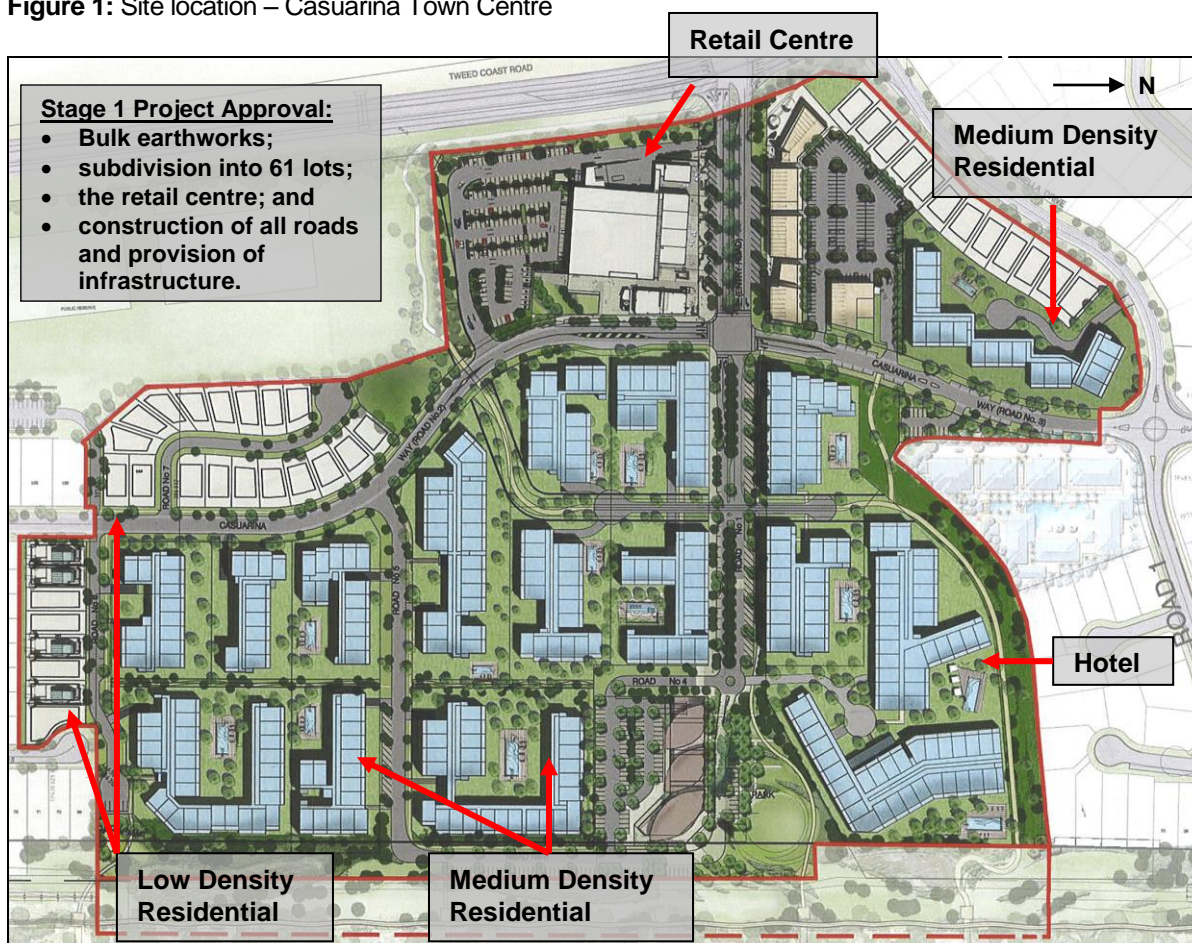 Figure 1: Site location – Casuarina Town Centre
Retail Centre
TWEED COAST ROAD
N
Stage 1 Project Approval:
• Bulk earthworks;
• subdivision into 61 lots;
• the retail centre; and
• construction of all roads
and provision of
infrastructure.
Medium Density
Residential
PUBLIC RESERVE
CASUARINA
WAY (ROAD No. 3)
WAY (ROAD No. 2)
ROAD No 7
CASUARINA
ROAD No 5
ROAD No 1
ROAD 1
Hotel
ROAD No 4
PARK
Low Density
Residential
Medium Density
Residential